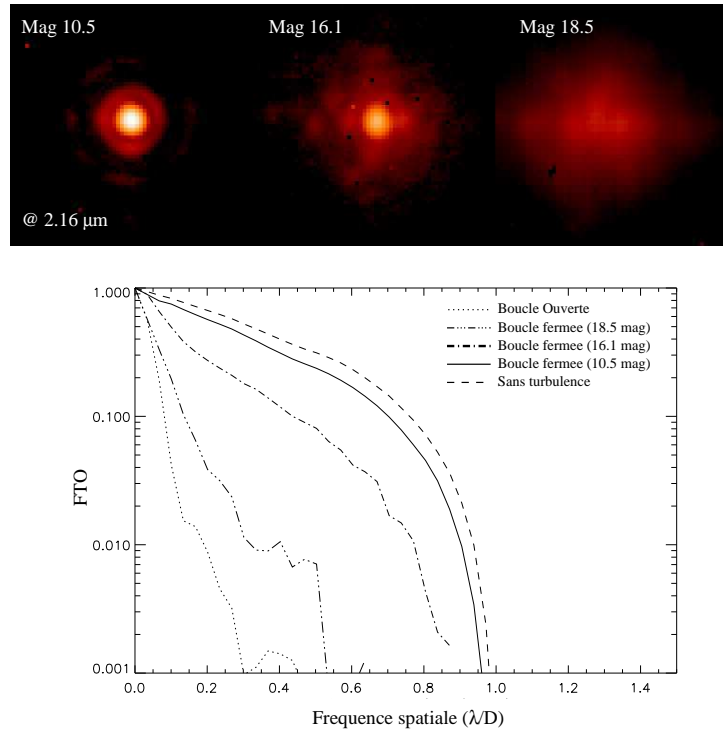 Mag 10.5 Mag 16.1 Mag 18.5
@ 2.16 µm
1.000
0.100
0.010
0.001
FTO
Boucle Ouverte
Boucle fermee (18.5 mag)
Boucle fermee (16.1 mag)
Boucle fermee (10.5 mag)
Sans turbulence
0.0 0.2 0.4 0.6 0.8 1.0 1.2 1.4
Frequence spatiale (λ/D)